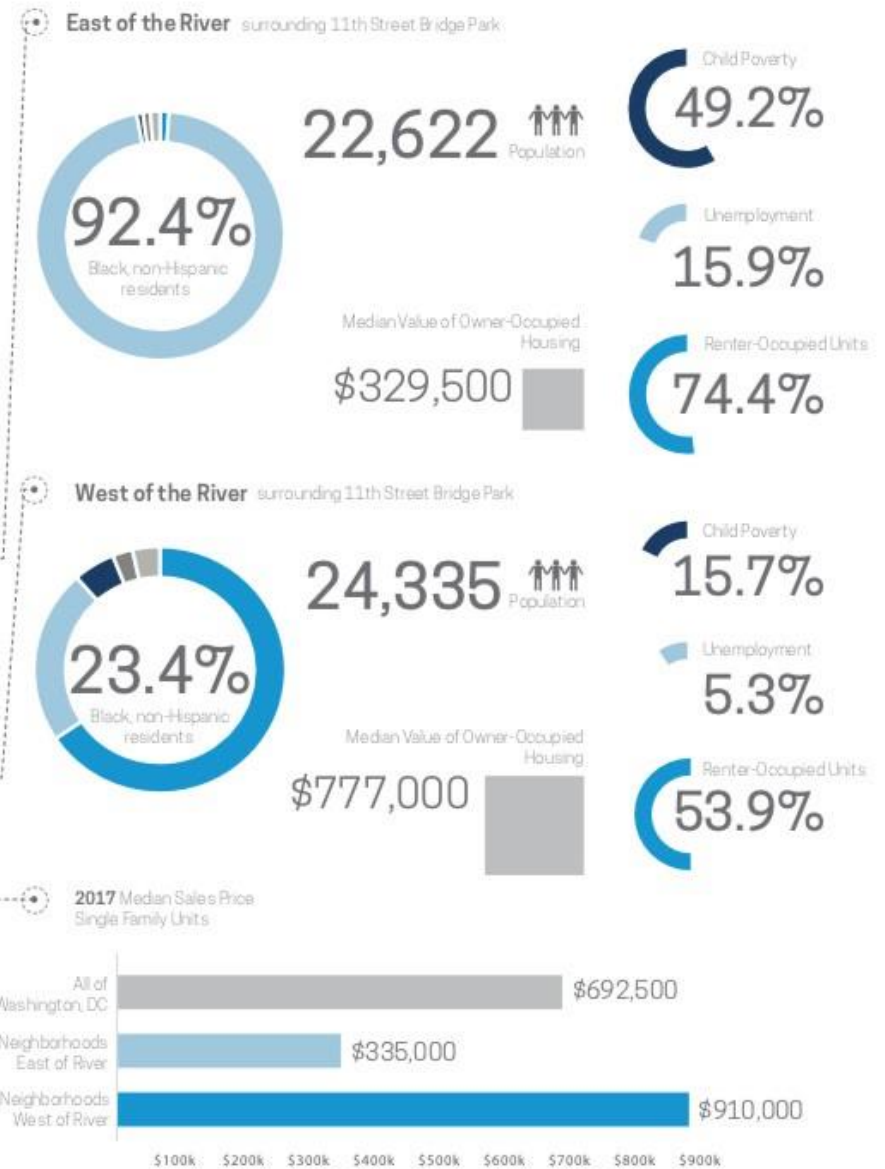 East of the River surrounding 11th Street Bridge Park
92.4%
Black, non-Hispanic
residents
22,622
Population
Median Value of Owner-Occupied
Housing
$329,500
Child Poverty
49.2%
Unemployment
15.9%
Renter-Occupied Units
74.4%
West of the River surrounding 11th Street Bridge Park
23.4%
Black, non-Hispanic
residents
24,335
Population
Median Value of Owner-Occupied
Housing
$777,000
Child Poverty
15.7%
Unemployment
5.3%
Renter-Occupied Units
53.9%
2017 Median Sales Price
Single Family Units
All of
Washington, DC
$692,500
Neighborhoods
East of River
$335,000
Neighborhoods
West of River
$910,000
$100k $200k $300k $400k $500k $600k $700k $800k $900k